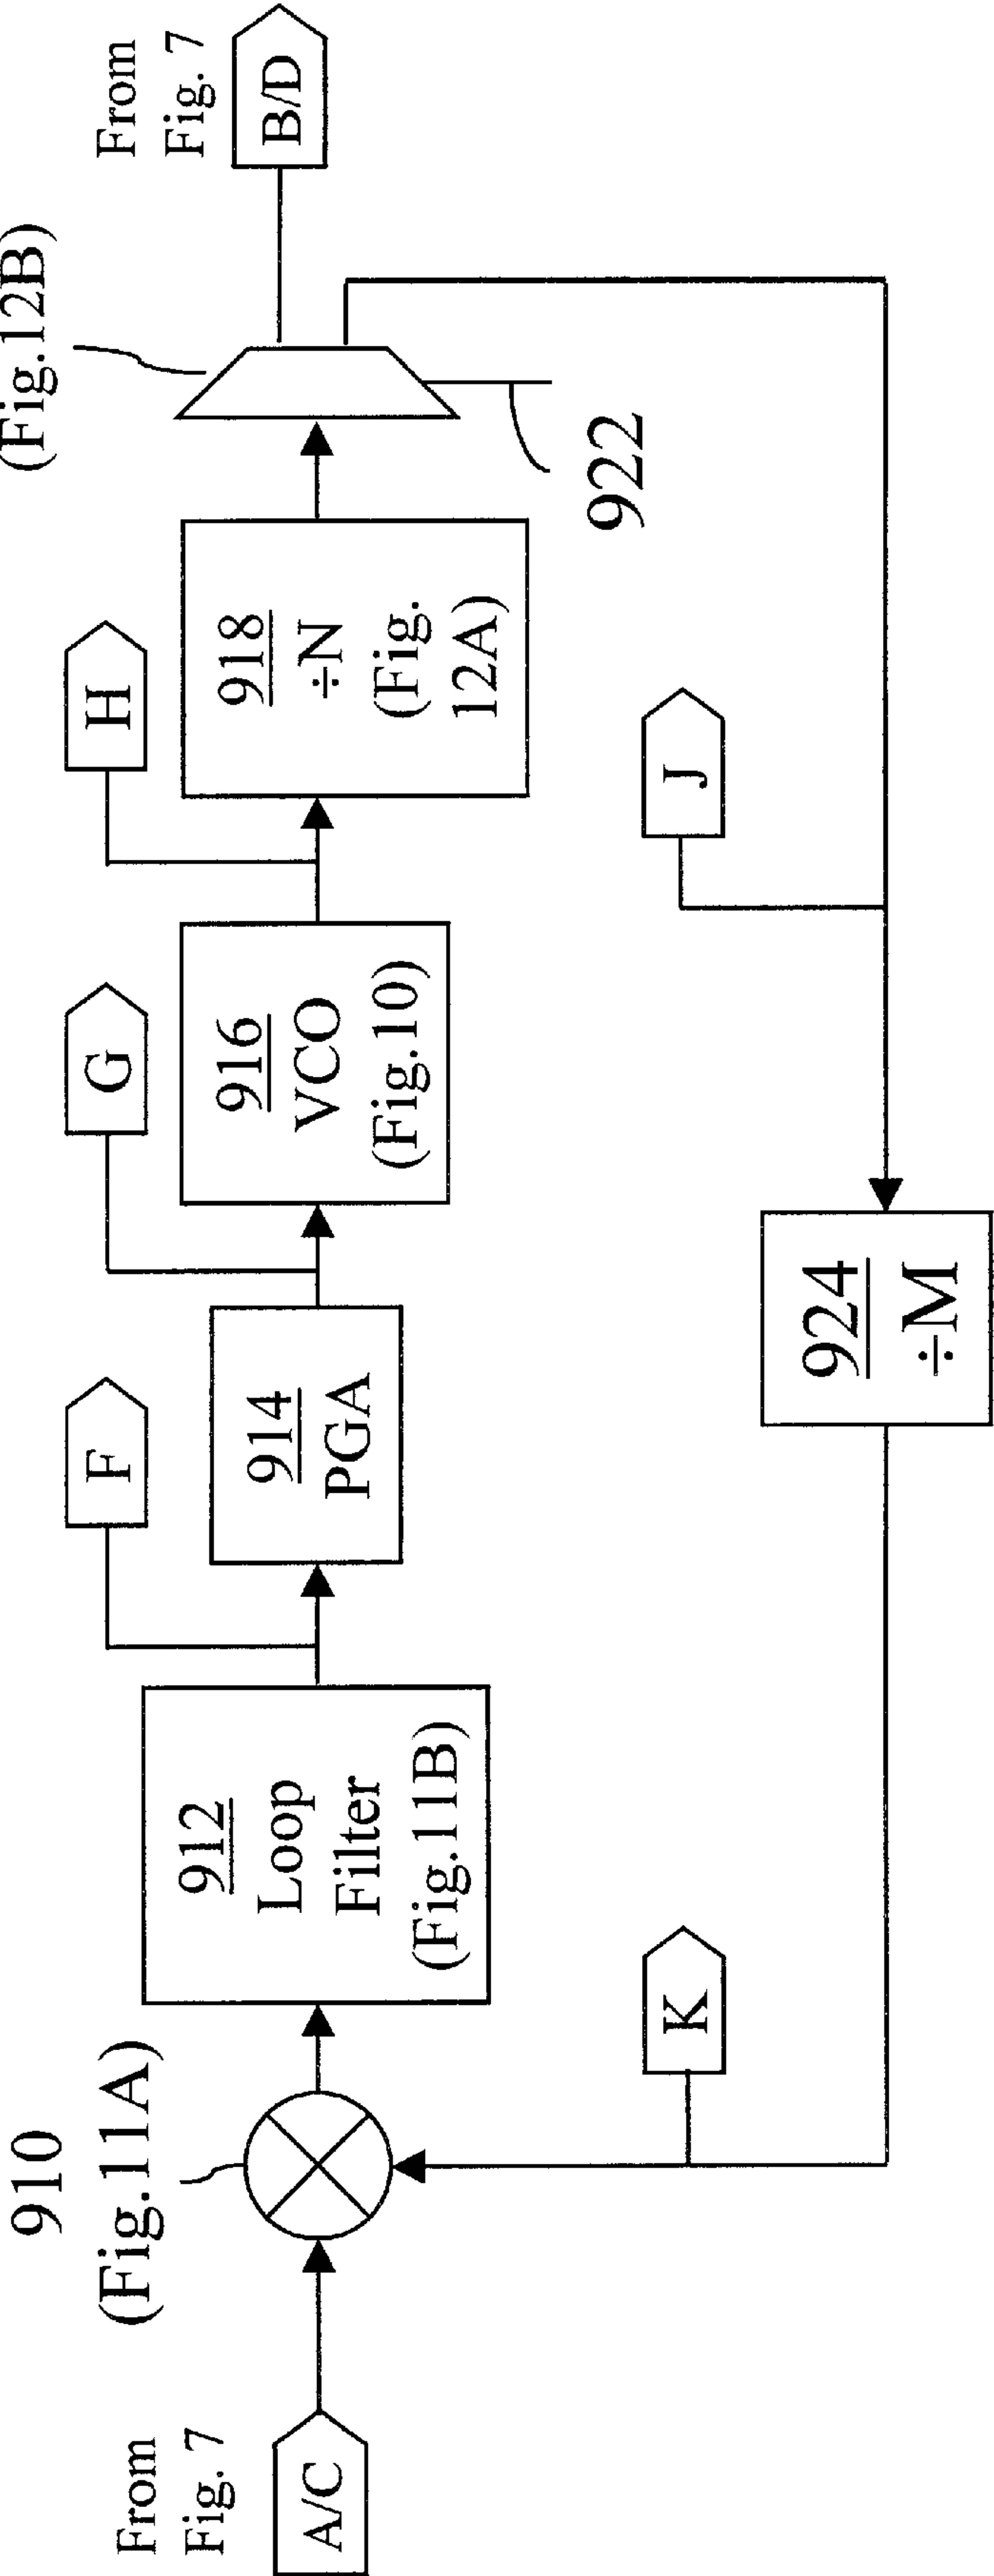 From
Fig. 7
A/C
910
(Fig.11A)
912
Loop
Filter
(Fig.11B)
F
914
PGA
G
916
VCO
(Fig.10)
H
918
÷N
(Fig.
12A)
(Fig.12B)
922
From
Fig. 7
B/D
J
924
÷M
K